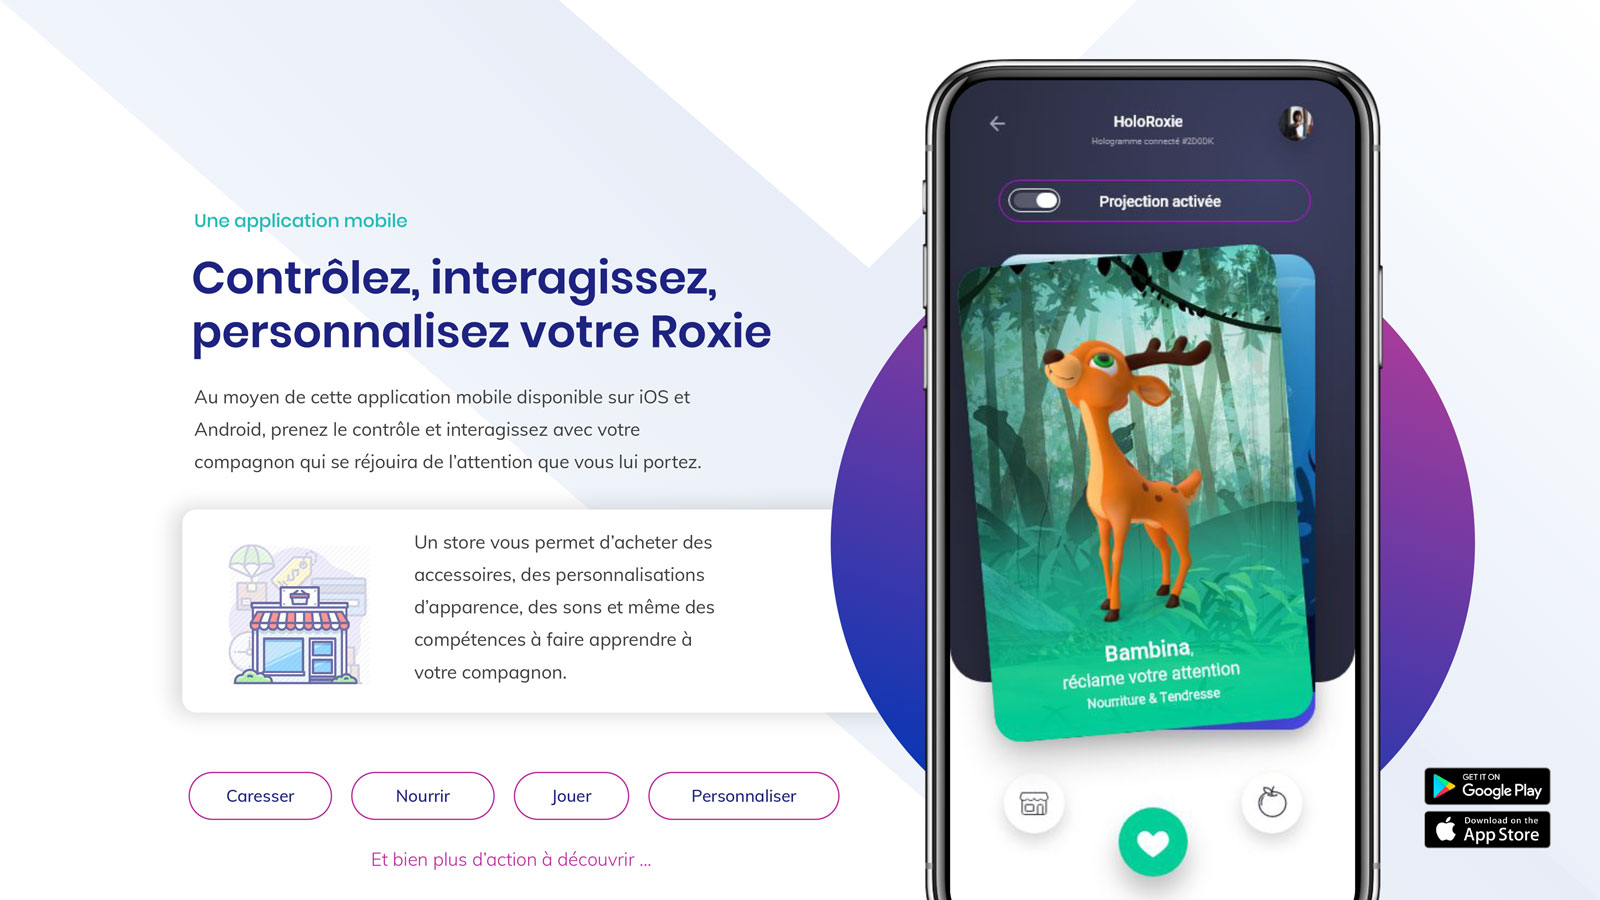 Une application mobile
Contrôlez, interagissez,
personnalisez votre Roxie
Au moyen de cette application mobile disponible sur iOS et
Android, prenez le contrôle et interagissez avec votre
compagnon qui se réjouira de l’attention que vous lui portez.
Un store vous permet d’acheter des
accessoires, des personnalisations
d’apparence, des sons et même des
compétences à faire apprendre à
votre compagnon.
Caresser
Nourrir
Jouer
Personnaliser
Et bien plus d’action à découvrir ...
HoloRoxie
Hologramme connecté #2D0DK
Projection activée
Bambina,
réclame votre attention
Nourriture & Tendresse
GET IT ON
Google Play
Download on the
App Store